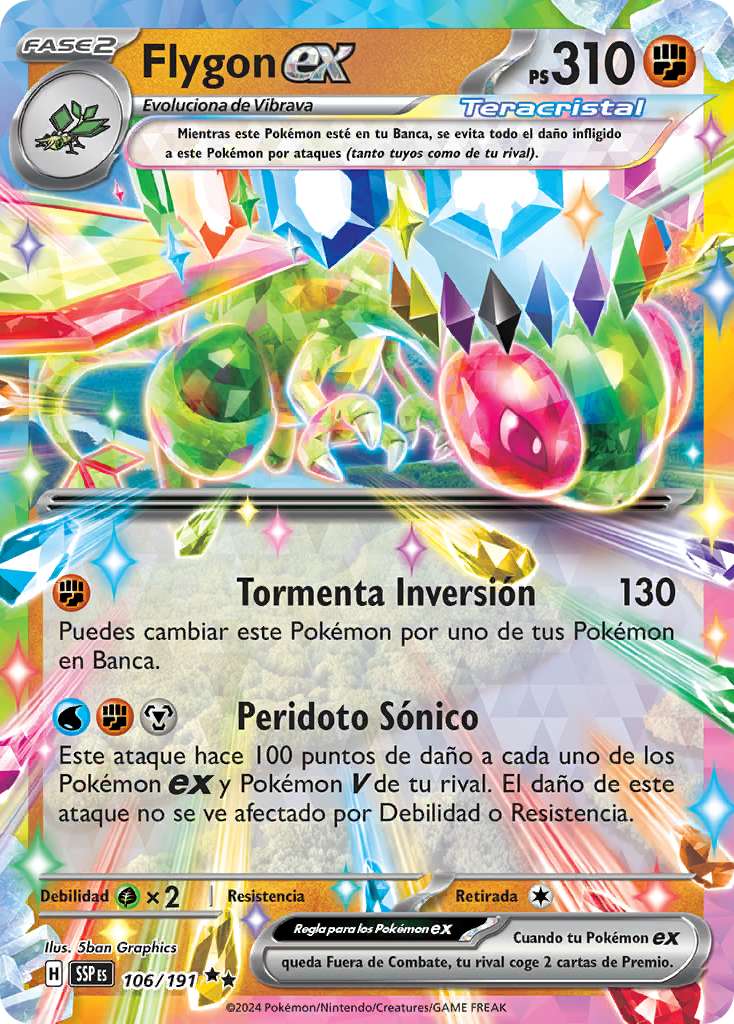 FASE2
Flygon ex
PS 310
Evoluciona de Vibrava
Teracristal
Mientras este Pokémon esté en tu Banca, se evita todo el daño infligido
a este Pokémon por ataques (tanto tuyos como de tu rival).
Tormenta Inversión 130
Puedes cambiar este Pokémon por uno de tus Pokémon
en Banca.
Peridoto Sónico
Este ataque hace 100 puntos de daño a cada uno de los
Pokémon ex y Pokémon V de tu rival. El daño de este
ataque no se ve afectado por Debilidad o Resistencia.
Debilidad ×2 Resistencia Retirada
Ilus. 5ban Graphics
Regla para los Pokémon ex
Cuando tu Pokémon ex
queda Fuera de Combate, tu rival coge 2 cartas de Premio.
H SSP ES 106/191
©2024 Pokémon/Nintendo/Creatures/GAME FREAK